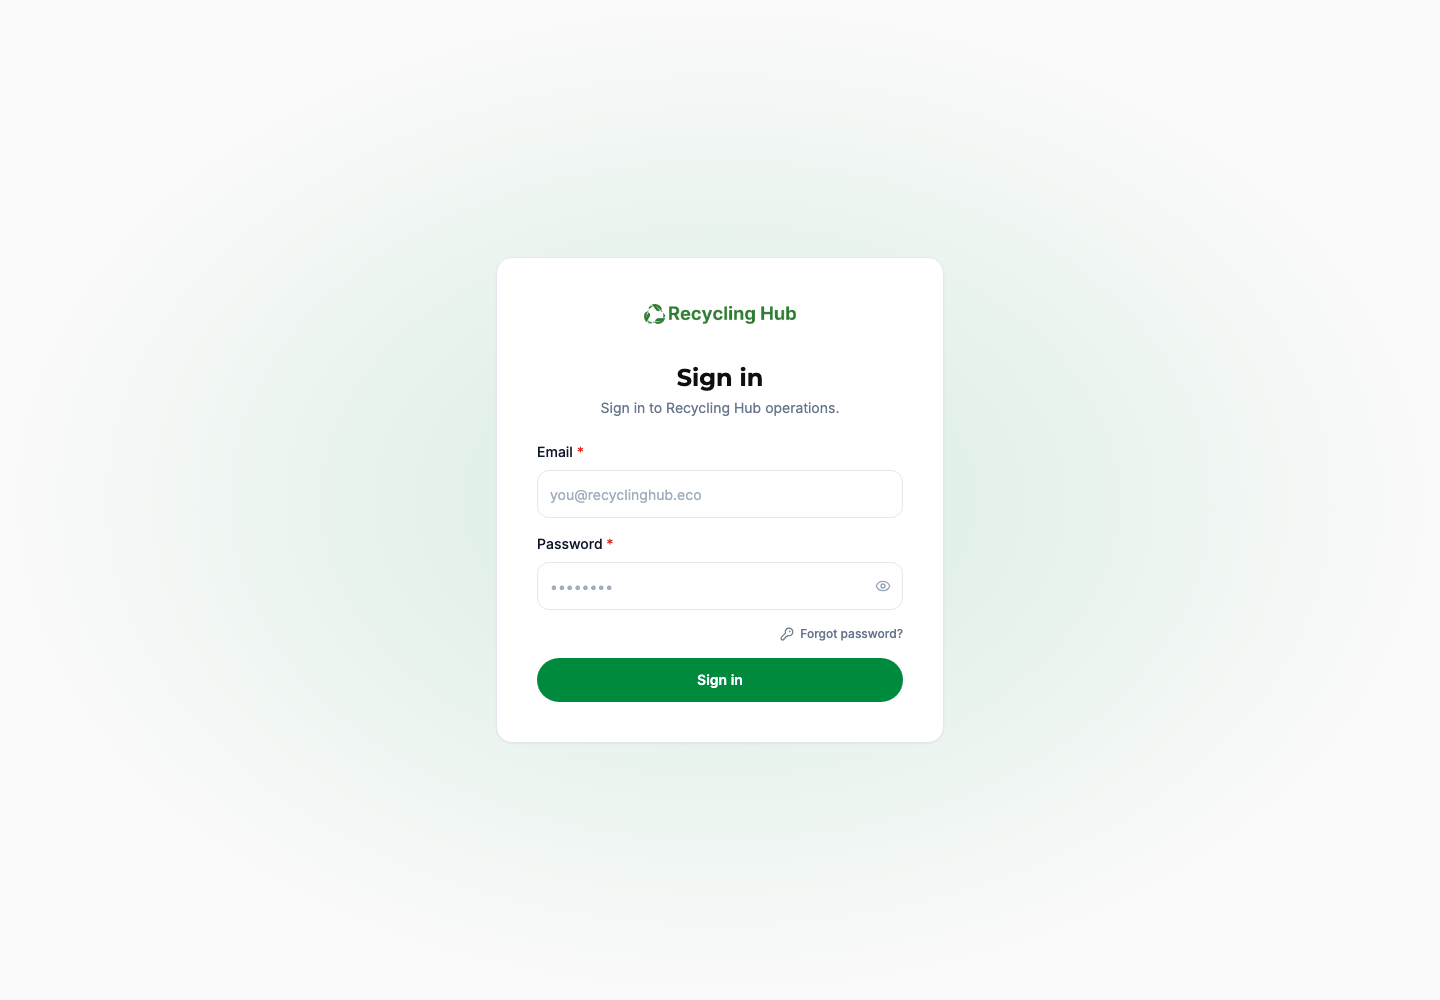 Recycling Hub
Sign in
Sign in to Recycling Hub operations.
Email *
you@recyclinghub.eco
Password *
••••••••
Forgot password?
Sign in